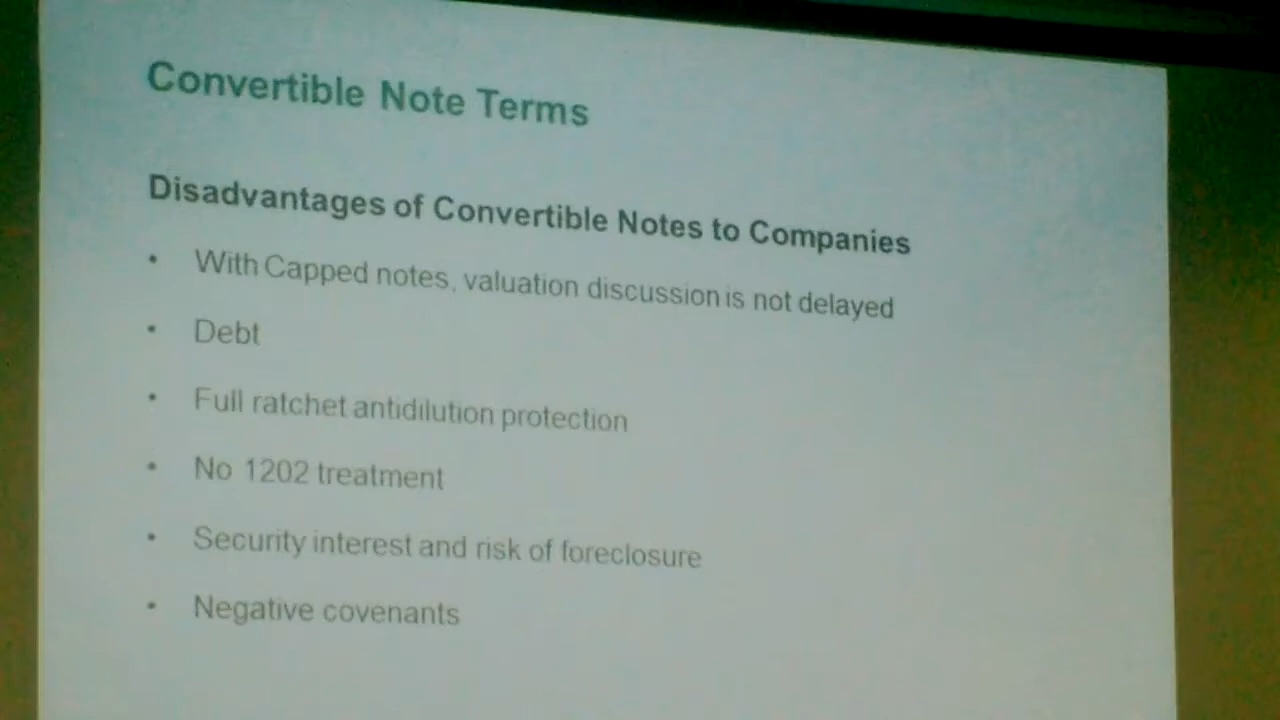 Convertible Note Terms
Disadvantages of Convertible Notes to Companies
• With Capped notes, valuation discussion is not delayed
• Debt
• Full ratchet antidilution protection
• No 1202 treatment
• Security interest and risk of foreclosure
• Negative covenants